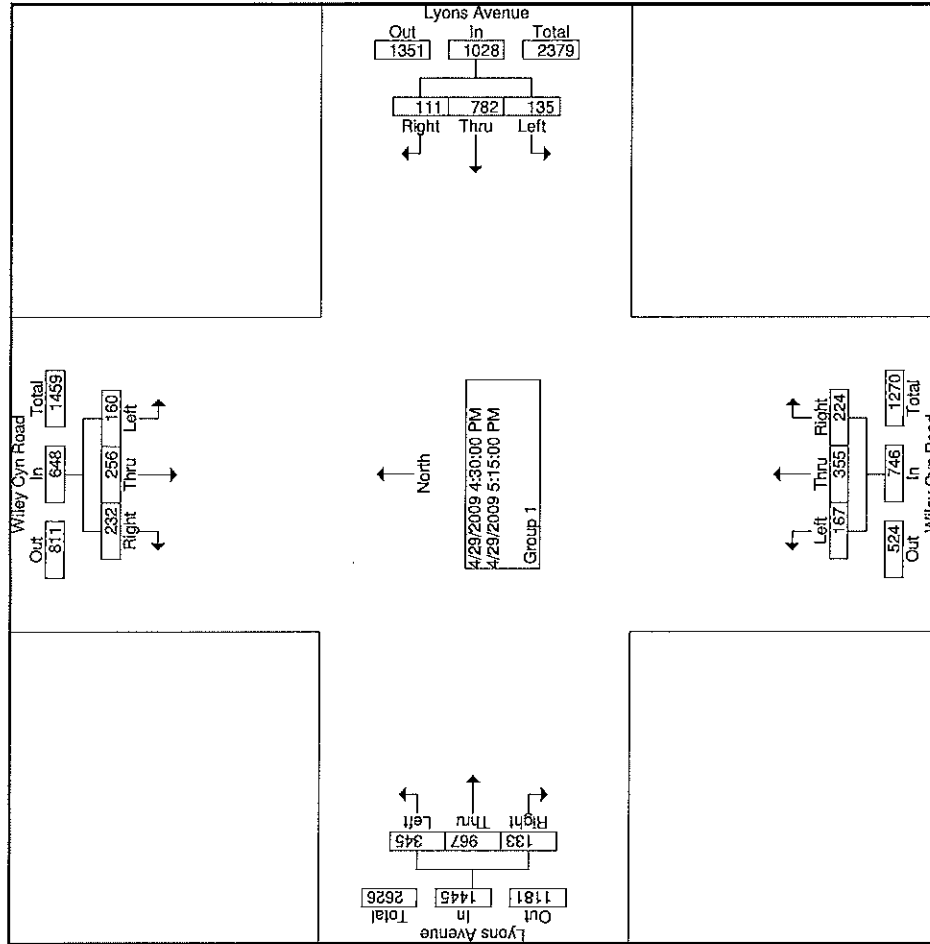 Lyons Avenue
Out In Total
1351 1028 2379
111 782 135
Right Thru Left
Wiley Cyn Road
Out In Total
811 648 1459
232 256 160
Right Thru Left
North
4/29/2009 4:30:00 PM
4/29/2009 5:15:00 PM
Group 1
Left Thru Right
167 355 224
524 746 1270
Out In Total
Wiley Cyn Road
Left Thru Right
345 967 133
Total In Out
2626 1445 1181
Lyons Avenue